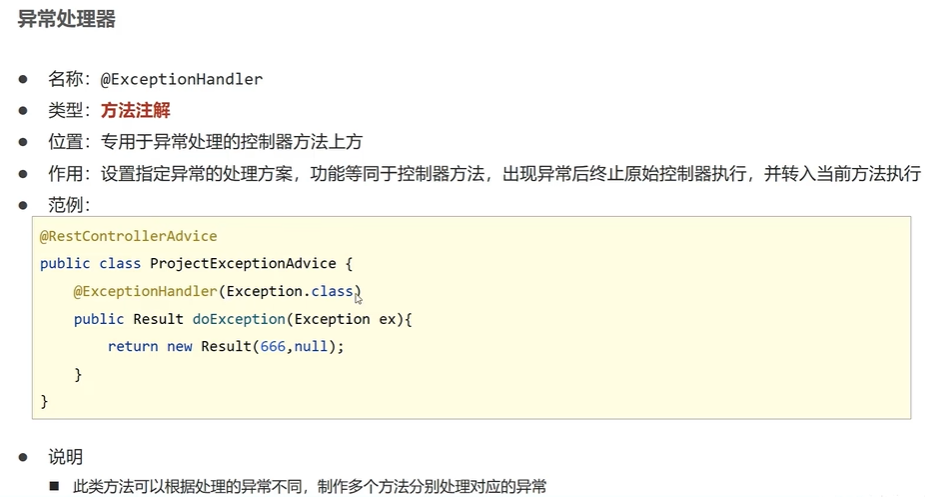 异常处理器
● 名称：@ExceptionHandler
● 类型：方法注解
● 位置：专用于异常处理的控制器方法上方
● 作用：设置指定异常的处理方案，功能等同于控制器方法，出现异常后终止原始控制器执行，并转入当前方法执行
● 范例：
@RestControllerAdvice
public class ProjectExceptionAdvice {
    @ExceptionHandler(Exception.class)
    public Result doException(Exception ex){
        return new Result(666,null);
    }
}
● 说明
■ 此类方法可以根据处理的异常不同，制作多个方法分别处理对应的异常